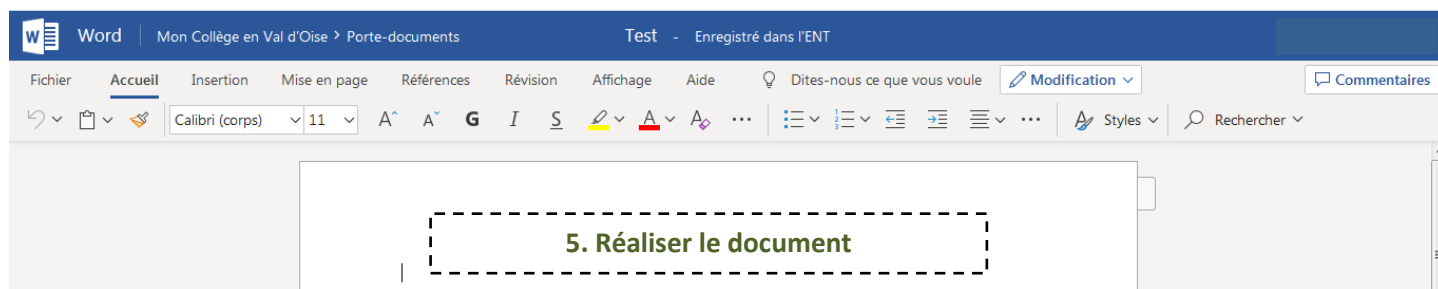 W Word | Mon Collège en Val d'Oise > Porte-documents Test - Enregistré dans l'ENT
Fichier Accueil Insertion Mise en page Références Révision Affichage Aide Dites-nous ce que vous voule Modification Commentaires
Calibri (corps) 11 A A G I S A A ... ... Styles Rechercher
5. Réaliser le document